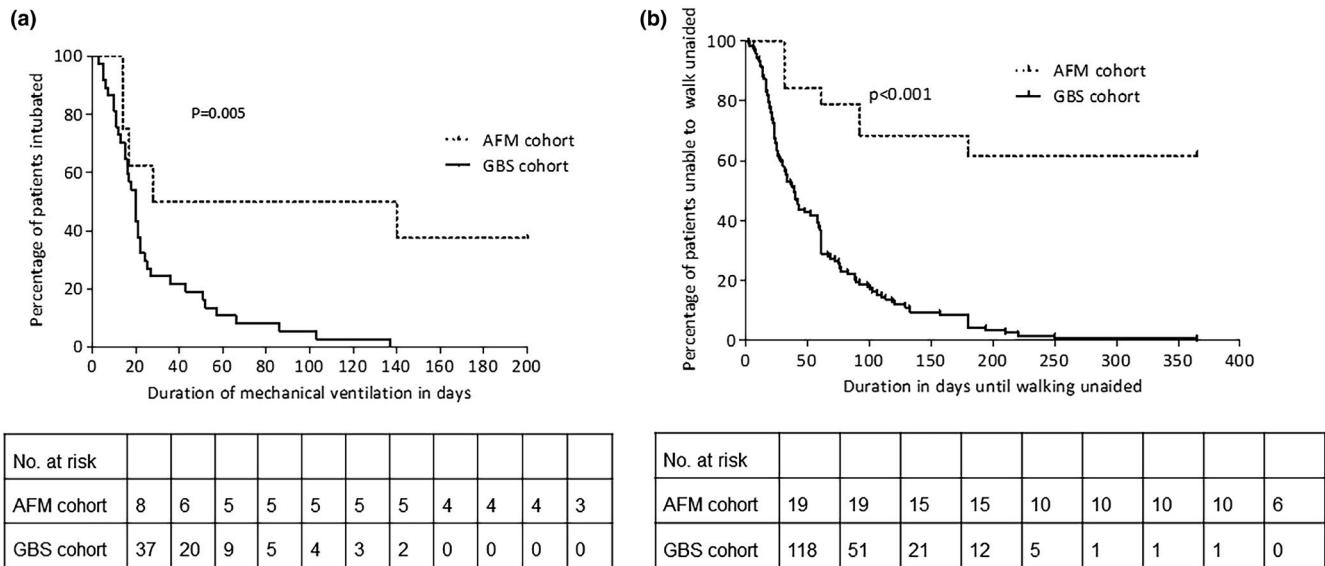 (a)
Percentage of patients intubated
100
80
60
40
20
0
P=0.005
AFM cohort
GBS cohort
0 20 40 60 80 100 120 140 160 180 200
Duration of mechanical ventilation in days
No. at risk
AFM cohort 8 6 5 5 5 5 5 4 4 4 3
GBS cohort 37 20 9 5 4 3 2 0 0 0 0
(b)
Percentage of patients unable to walk unaided
100
80
60
40
20
0
p<0.001
AFM cohort
GBS cohort
0 50 100 150 200 250 300 350 400
Duration in days until walking unaided
No. at risk
AFM cohort 19 19 15 15 10 10 10 10 6
GBS cohort 118 51 21 12 5 1 1 1 0